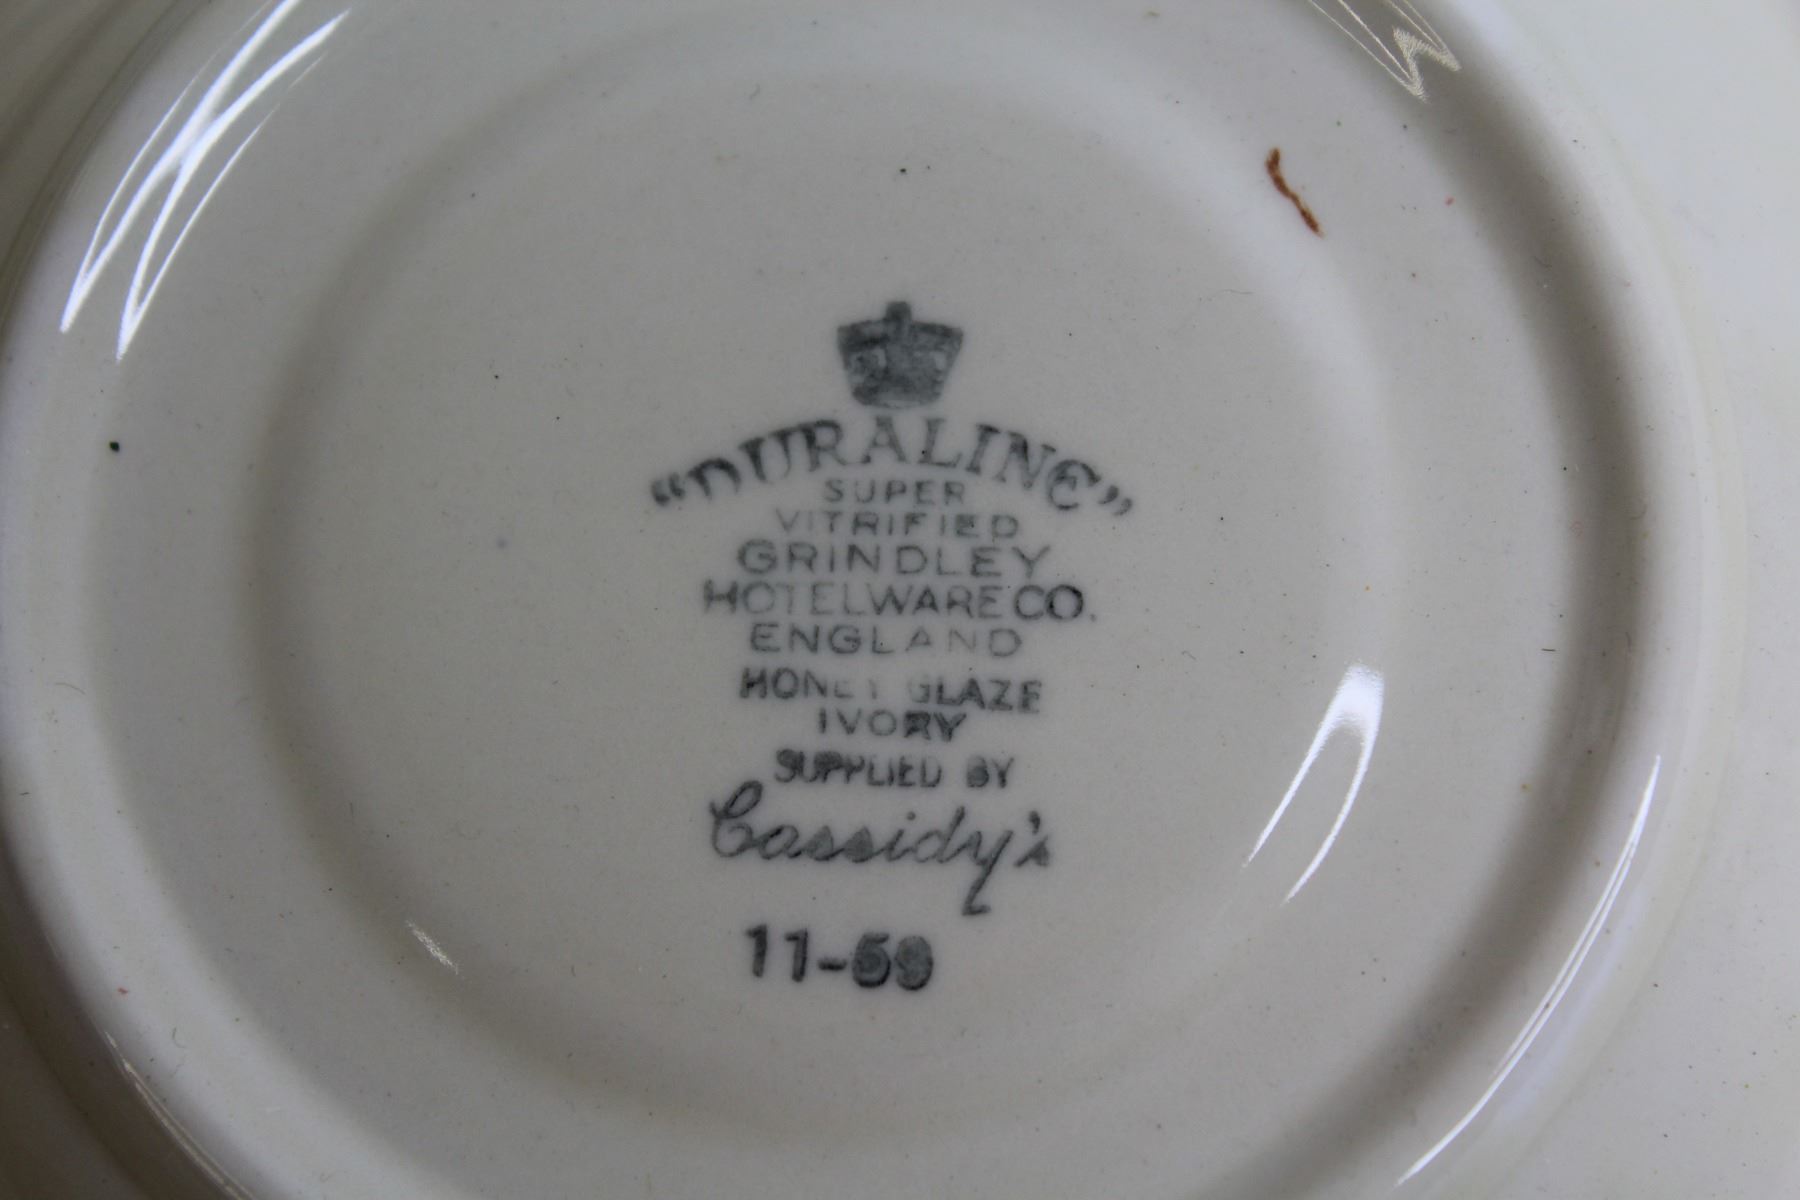 "DURALINE"
SUPER
VITRIFIED
GRINDLEY
HOTELWARE CO.
ENGLAND
HONEY GLAZE
IVORY
SUPPLIED BY
Cassidy's
11-59